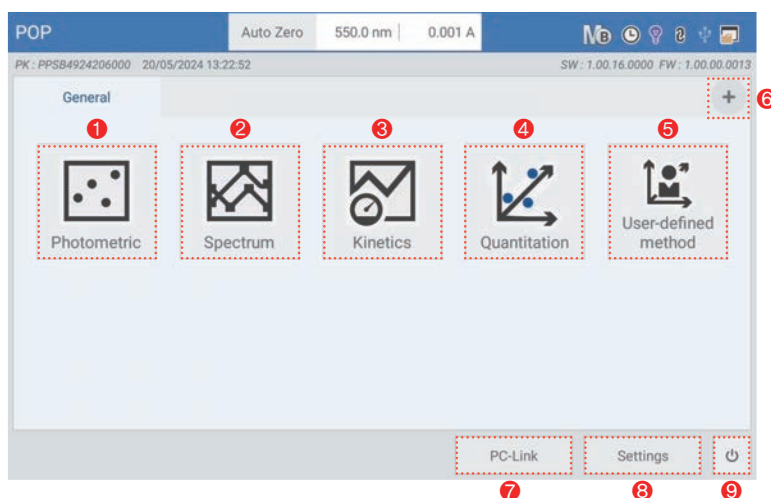 POP Auto Zero 550.0 nm 0.001 A MB
PK : PPSB4924206000 20/05/2024 13:22:52 SW : 1.00.16.0000 FW : 1.00.00.0013
General + 6
1 2 3 4 5
Photometric Spectrum Kinetics Quantitation User-defined
method
PC-Link Settings
7 8 9